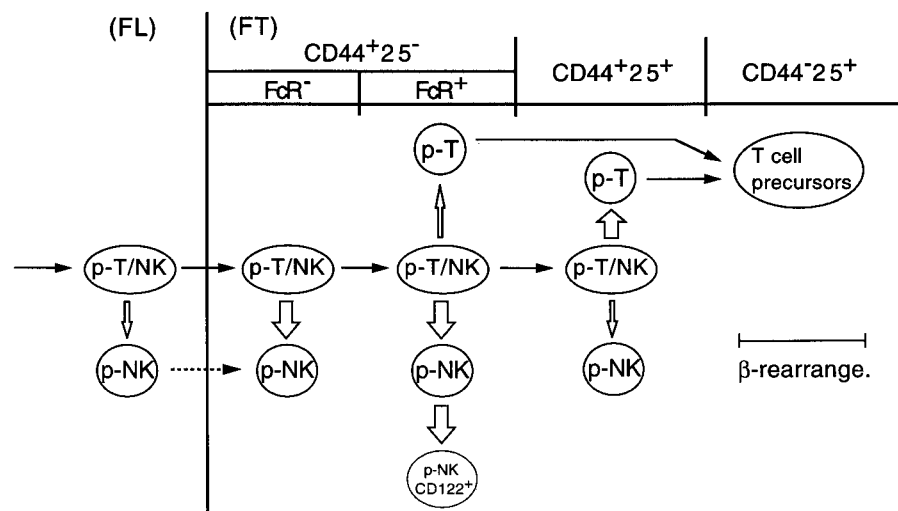 (FL)
(FT)
CD44⁺25⁻
CD44⁺25⁺
CD44⁻25⁺
FcR⁻
FcR⁺
p-T
p-T
T cell
precursors
p-T/NK
p-T/NK
p-T/NK
p-T/NK
p-NK
p-NK
p-NK
p-NK
β-rearrange.
p-NK
CD122⁺